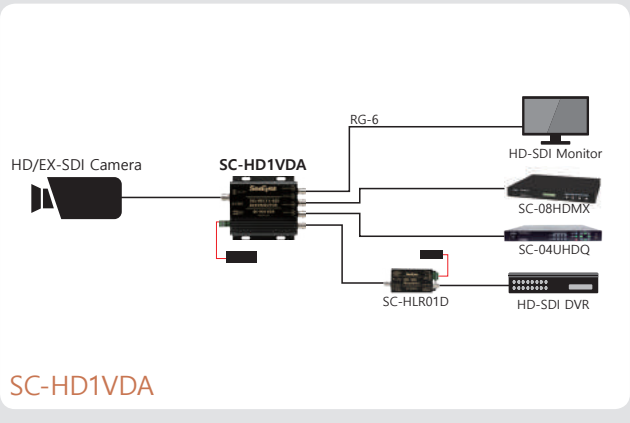 RG-6
HD/EX-SDI Camera
SC-HD1VDA
HD-SDI Monitor
SeeEyes
SC-08HDMX
SC-04UHDQ
SC-HLR01D
HD-SDI DVR
SC-HD1VDA